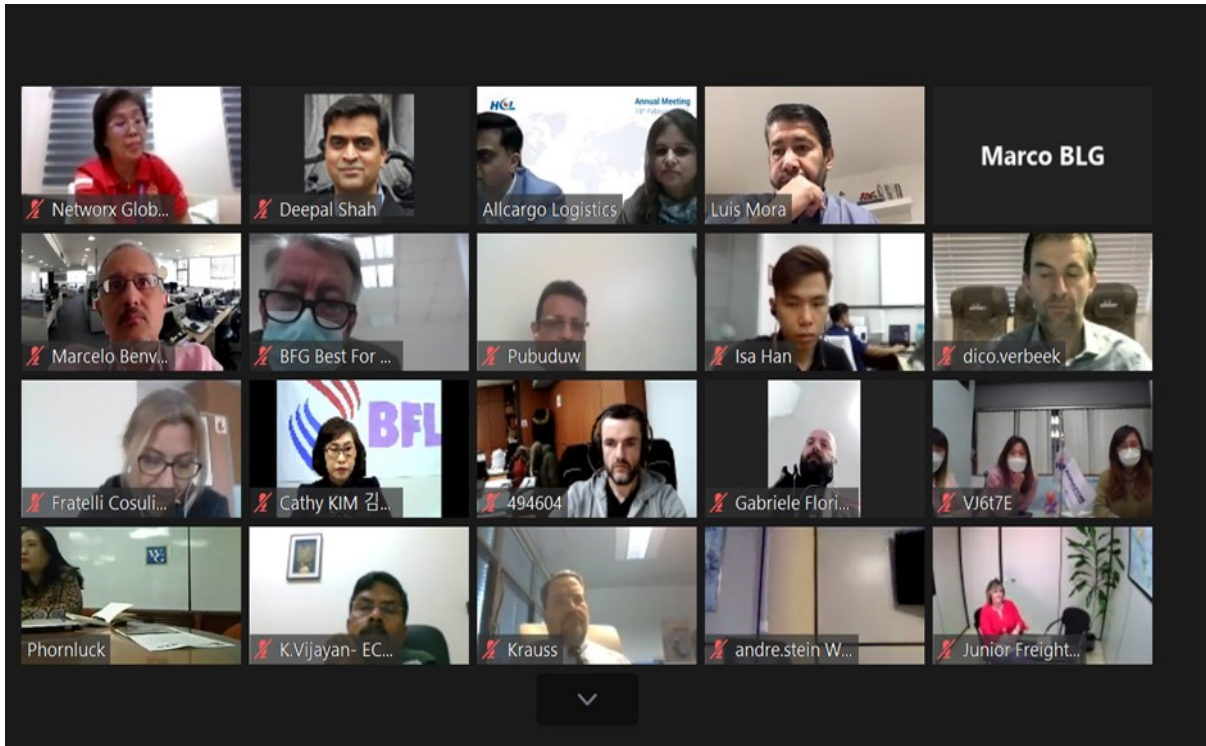 Networx Glob...
Deepal Shah
HCL
Annual Meeting
Allcargo Logistics
Luis Mora
Marco BLG
Marcelo Benv...
BFG Best For ...
Pubuduw
Isa Han
dico.verbeek
Fratelli Cosuli...
BFL
Cathy KIM 김...
494604
Gabriele Flori...
VJ6t7E
WG
Phornluck
K.Vijayan- EC...
Krauss
andre.stein W...
Junior Freight...